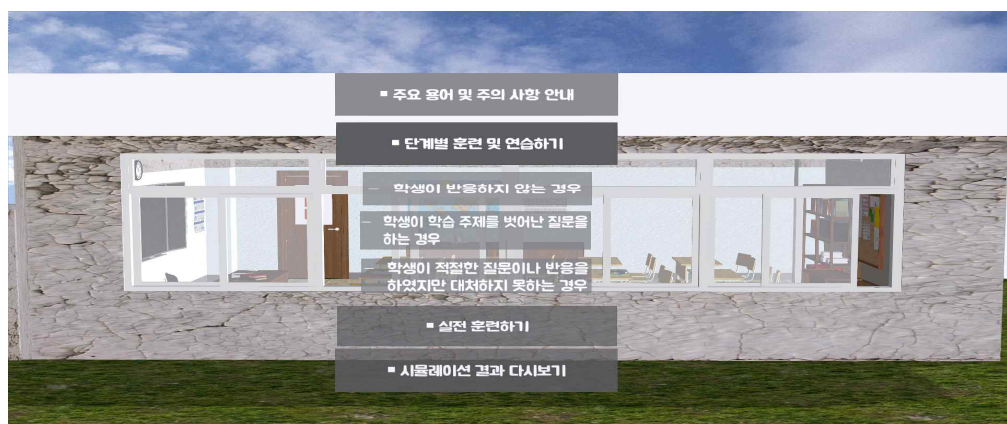 ▪ 주요 용어 및 주의 사항 안내
▪ 단계별 훈련 및 연습하기
– 학생이 반응하지 않는 경우
– 학생이 학습 주제를 벗어난 질문을
하는 경우
– 학생이 적절한 질문이나 반응을
하였지만 대처하지 못하는 경우
▪ 실전 훈련하기
▪ 시뮬레이션 결과 다시보기